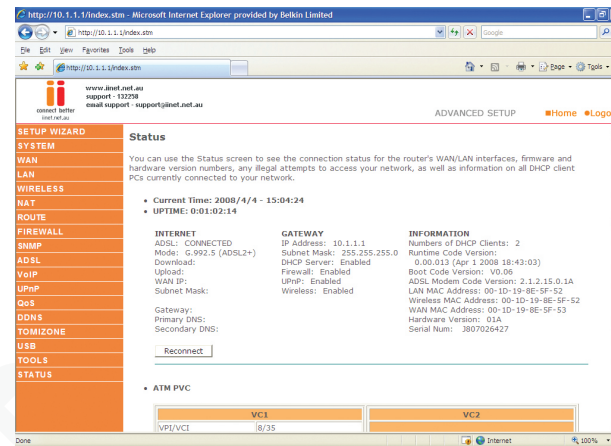 http://10.1.1.1/index.stm - Microsoft Internet Explorer provided by Belkin Limited
http://10.1.1.1/index.stm
Google
File Edit View Favorites Tools Help
http://10.1.1.1/index.stm
Page Tools
www.iinet.net.au
support - 132258
email support - support@iinet.net.au
connect better
iinet.net.au
ADVANCED SETUP Home Logo
SETUP WIZARD
SYSTEM
WAN
LAN
WIRELESS
NAT
ROUTE
FIREWALL
SNMP
ADSL
VoIP
UPnP
QoS
DDNS
TOMIZONE
USB
TOOLS
STATUS
Status
You can use the Status screen to see the connection status for the router's WAN/LAN interfaces, firmware and
hardware version numbers, any illegal attempts to access your network, as well as information on all DHCP client
PCs currently connected to your network.
• Current Time: 2008/4/4 - 15:04:24
• UPTIME: 0:01:02:14
INTERNET
ADSL: CONNECTED
Mode: G.992.5 (ADSL2+)
Download:
Upload:
WAN IP:
Subnet Mask:
Gateway:
Primary DNS:
Secondary DNS:
GATEWAY
IP Address: 10.1.1.1
Subnet Mask: 255.255.255.0
DHCP Server: Enabled
Firewall: Enabled
UPnP: Enabled
Wireless: Enabled
INFORMATION
Numbers of DHCP Clients: 2
Runtime Code Version:
0.00.013 (Apr 1 2008 18:43:03)
Boot Code Version: V0.06
ADSL Modem Code Version: 2.1.2.15.0.1A
LAN MAC Address: 00-1D-19-8E-5F-52
Wireless MAC Address: 00-1D-19-8E-5F-52
WAN MAC Address: 00-1D-19-8E-5F-53
Hardware Version: 01A
Serial Num: J807026427
Reconnect
• ATM PVC
VC1 VC2
VPI/VCI 8/35
Done Internet 100%